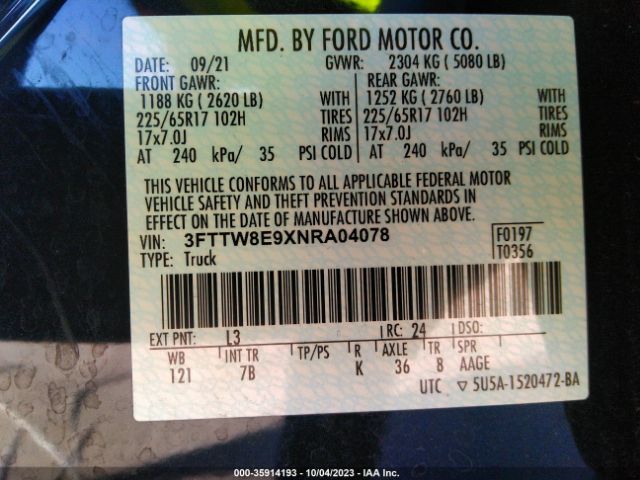 MFD. BY FORD MOTOR CO.
DATE: 09/21 GVWR: 2304 KG ( 5080 LB)
FRONT GAWR: REAR GAWR:
1188 KG ( 2620 LB) WITH 1252 KG ( 2760 LB) WITH
225/65R17 102H TIRES 225/65R17 102H TIRES
17x7.0J RIMS 17x7.0J RIMS
AT 240 kPa/ 35 PSI COLD AT 240 kPa/ 35 PSI COLD
THIS VEHICLE CONFORMS TO ALL APPLICABLE FEDERAL MOTOR
VEHICLE SAFETY AND THEFT PREVENTION STANDARDS IN
EFFECT ON THE DATE OF MANUFACTURE SHOWN ABOVE.
VIN: 3FTTW8E9XNRA04078 F0197
TYPE: Truck T0356
EXT PNT: L3 RC: 24 DSO:
WB INT TR TP/PS R AXLE TR SPR
121 7B K 36 8 AAGE
UTC ▽ 5U5A-1520472-BA
000-35914193 - 10/04/2023 - IAA Inc.